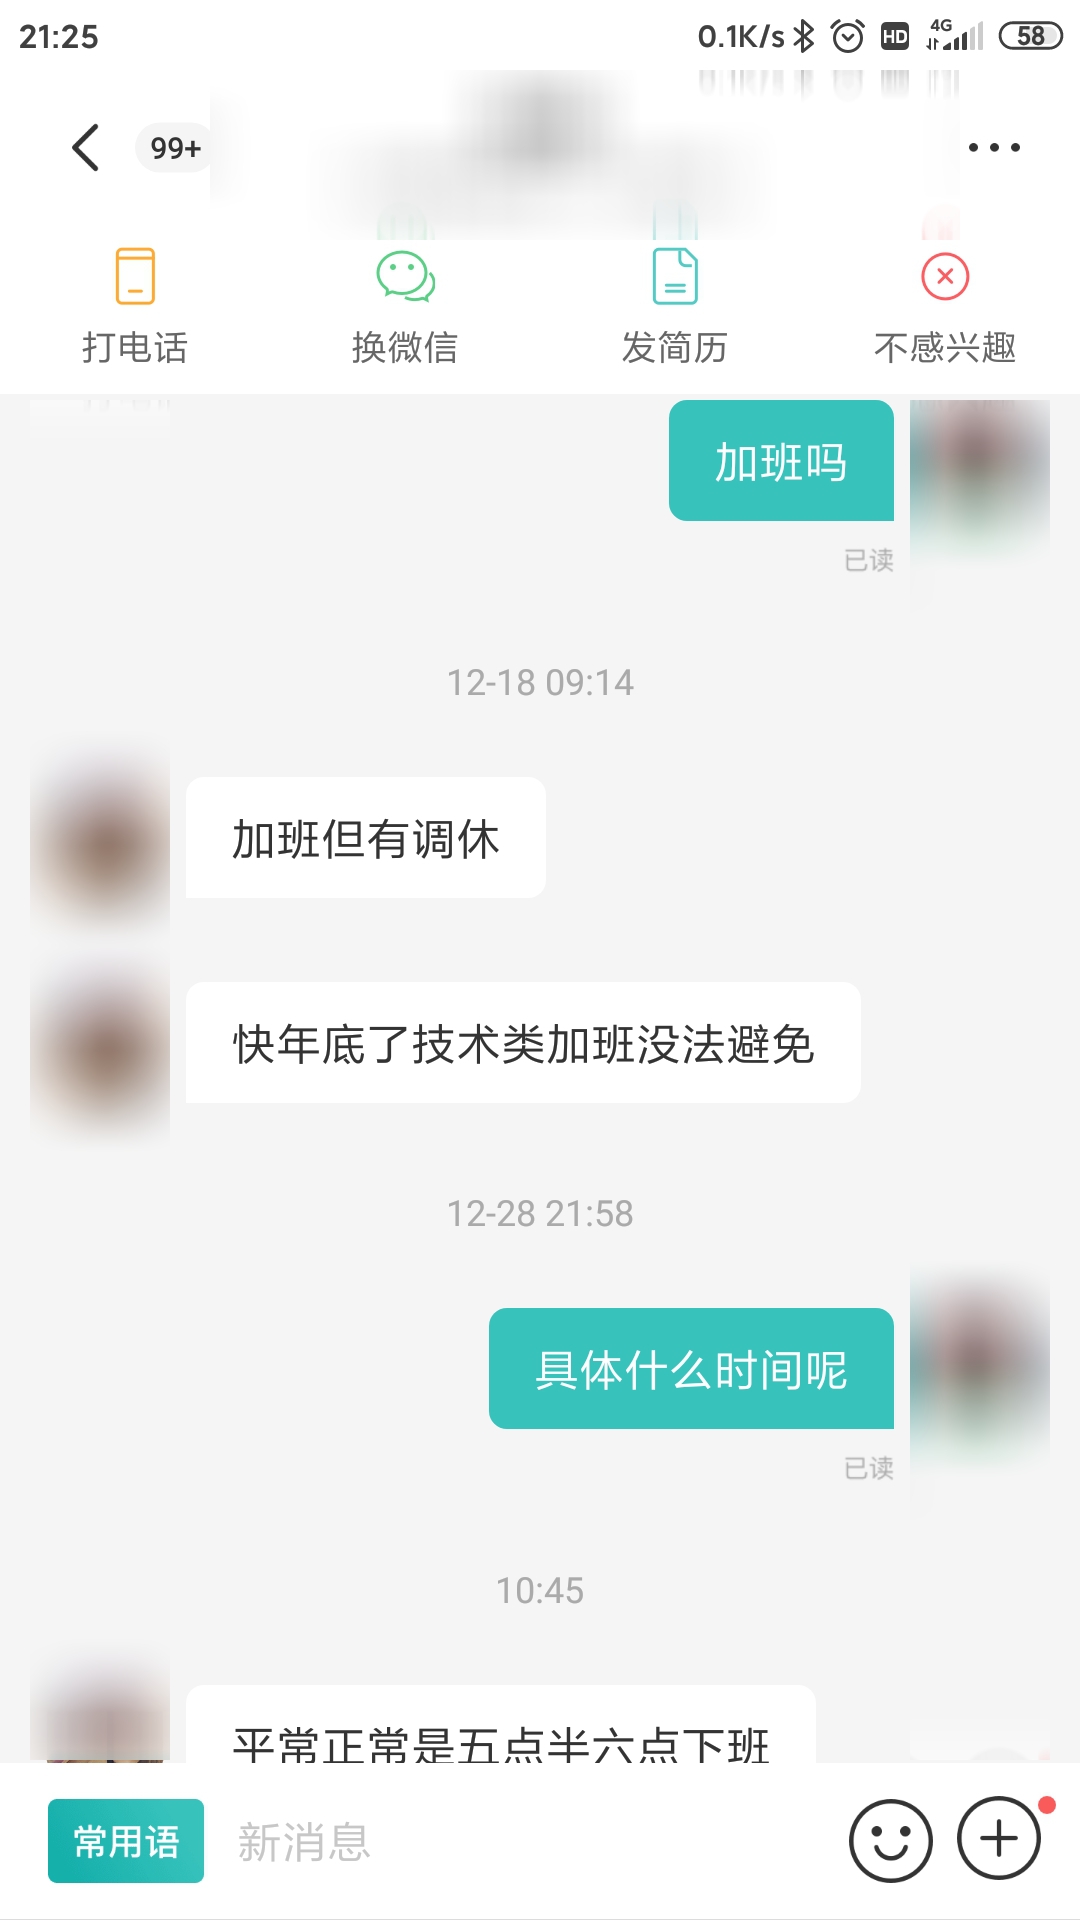 21:25
0.1K/s HD 4G 58
99+
打电话
换微信
发简历
不感兴趣
加班吗
已读
12-18 09:14
加班但有调休
快年底了技术类加班没法避免
12-28 21:58
具体什么时间呢
已读
10:45
平常正常是五点半六点下班
常用语
新消息